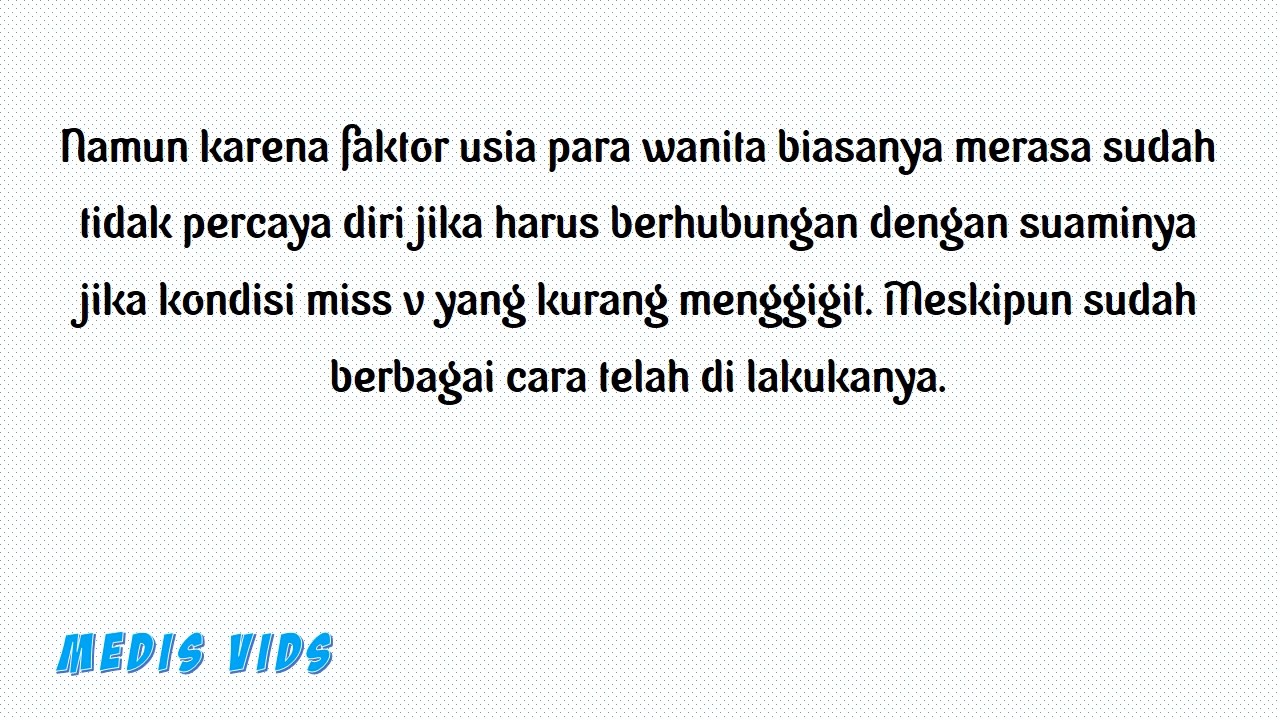 Namun karena faktor usia para wanita biasanya merasa sudah
tidak percaya diri jika harus berhubungan dengan suaminya
jika kondisi miss v yang kurang menggigit. Meskipun sudah
berbagai cara telah di lakukanya.
MEDIS VIDS